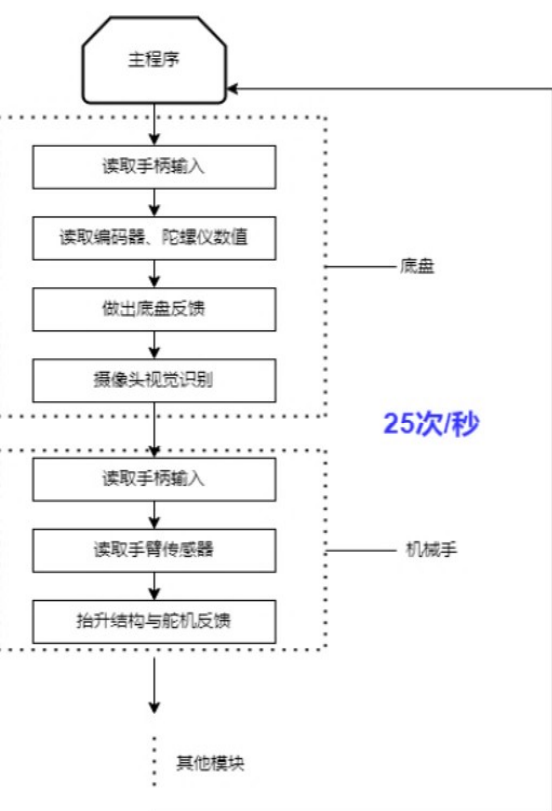 主程序
读取手柄输入
读取编码器、陀螺仪数值
底盘
做出底盘反馈
摄像头视觉识别
25次/秒
读取手柄输入
读取手臂传感器
机械手
抬升结构与舵机反馈
其他模块